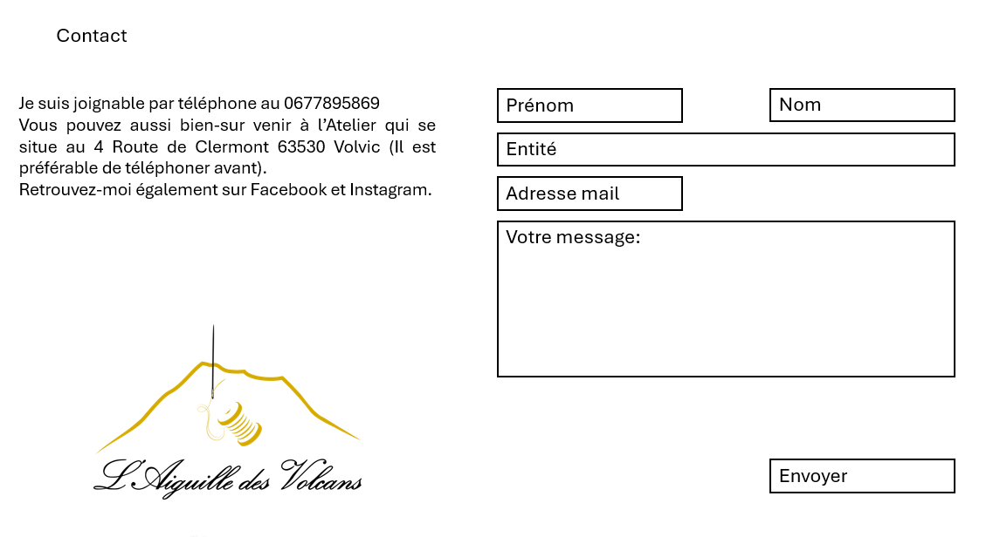 Contact
Je suis joignable par téléphone au 0677895869
Vous pouvez aussi bien-sur venir à l’Atelier qui se
situe au 4 Route de Clermont 63530 Volvic (Il est
préférable de téléphoner avant).
Retrouvez-moi également sur Facebook et Instagram.
Prénom
Nom
Entité
Adresse mail
Votre message:
Envoyer
L'Aiguille des Volcans